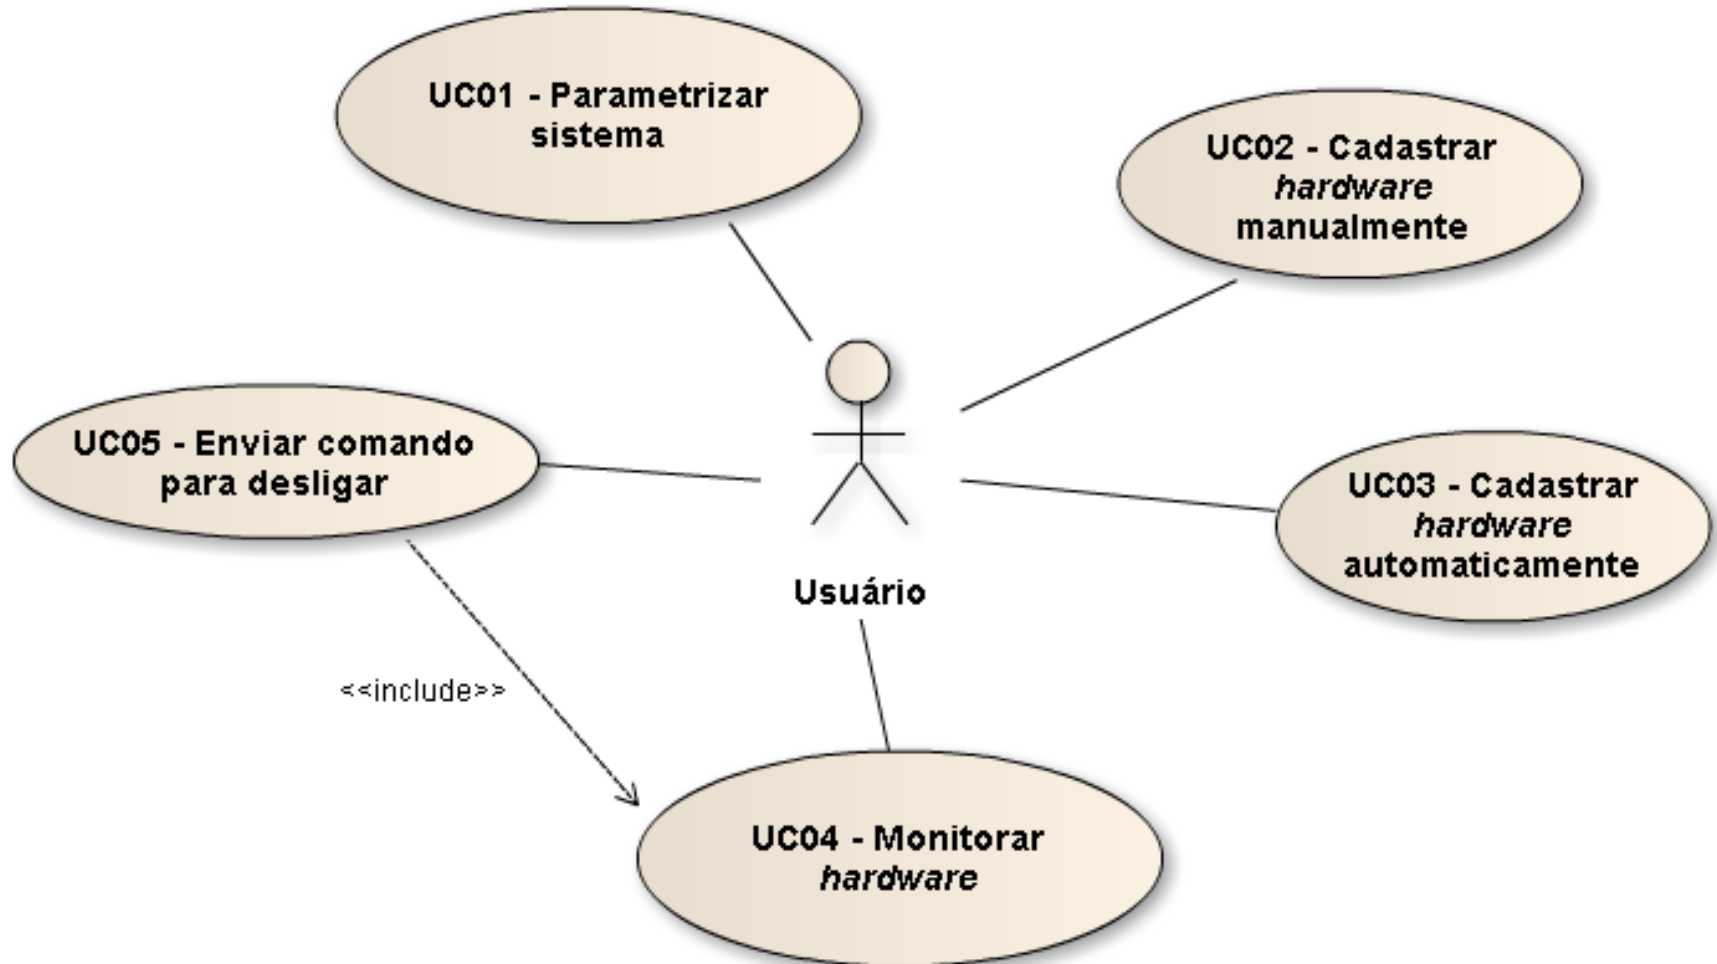 UC01 - Parametrizar
sistema
UC02 - Cadastrar
hardware
manualmente
UC05 - Enviar comando
para desligar
UC03 - Cadastrar
hardware
automaticamente
Usuário
<<include>>
UC04 - Monitorar
hardware